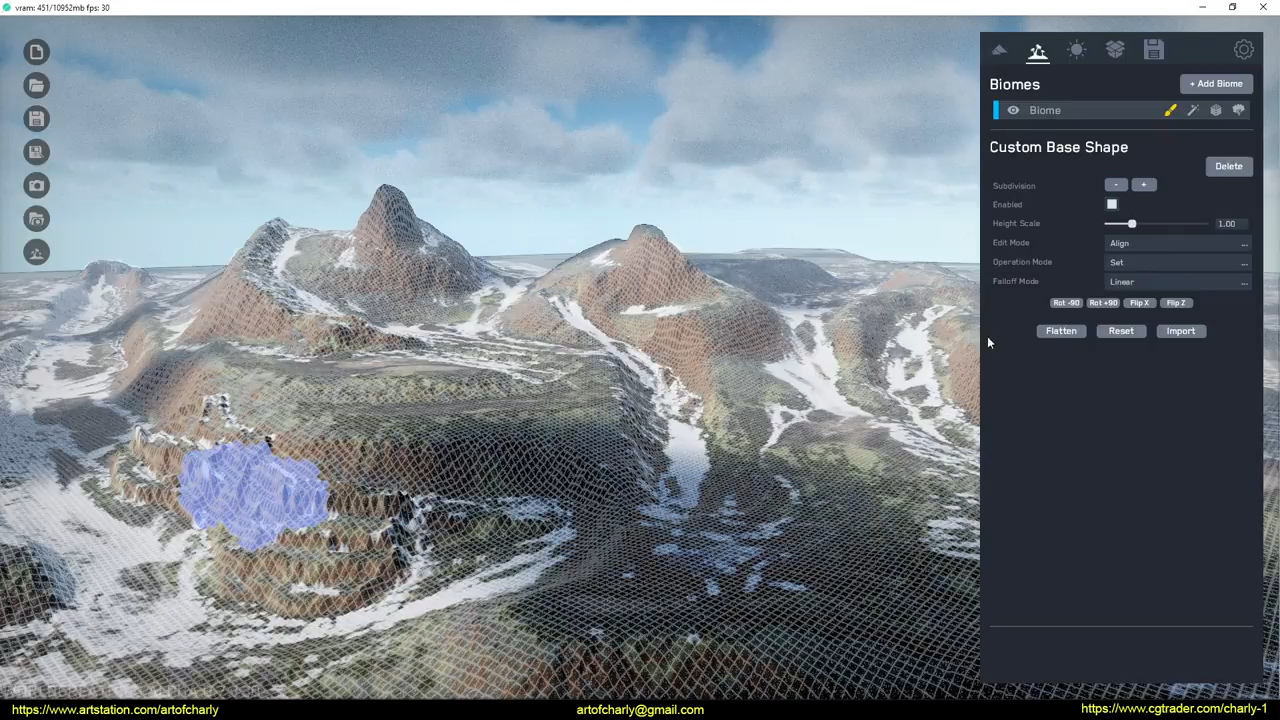 vram: 451/10952mb fps: 30
Biomes
+ Add Biome
Biome
Custom Base Shape
Delete
Subdivision - +
Enabled
Height Scale 1.00
Edit Mode Align ...
Operation Mode Set ...
Falloff Mode Linear ...
Rot -90 Rot +90 Flip X Flip Z
Flatten Reset Import
https://www.artstation.com/artofcharly
artofcharly@gmail.com
https://www.cgtrader.com/charly-1